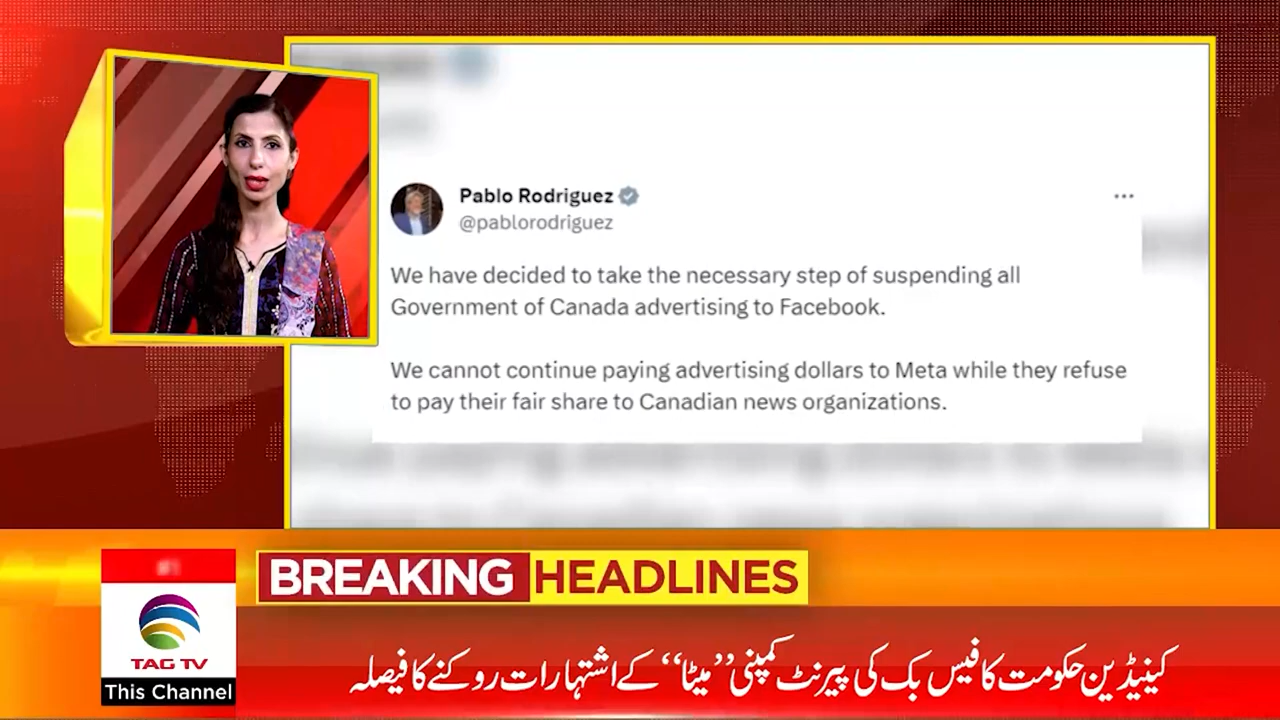 Pablo Rodriguez
@pablorodriguez
We have decided to take the necessary step of suspending all
Government of Canada advertising to Facebook.
We cannot continue paying advertising dollars to Meta while they refuse
to pay their fair share to Canadian news organizations.
BREAKING HEADLINES
TAG TV
This Channel
کینیڈین حکومت کا فیس بک کی پیرنٹ کمپنی ”میٹا“ کے اشتہارات روکنے کا فیصلہ